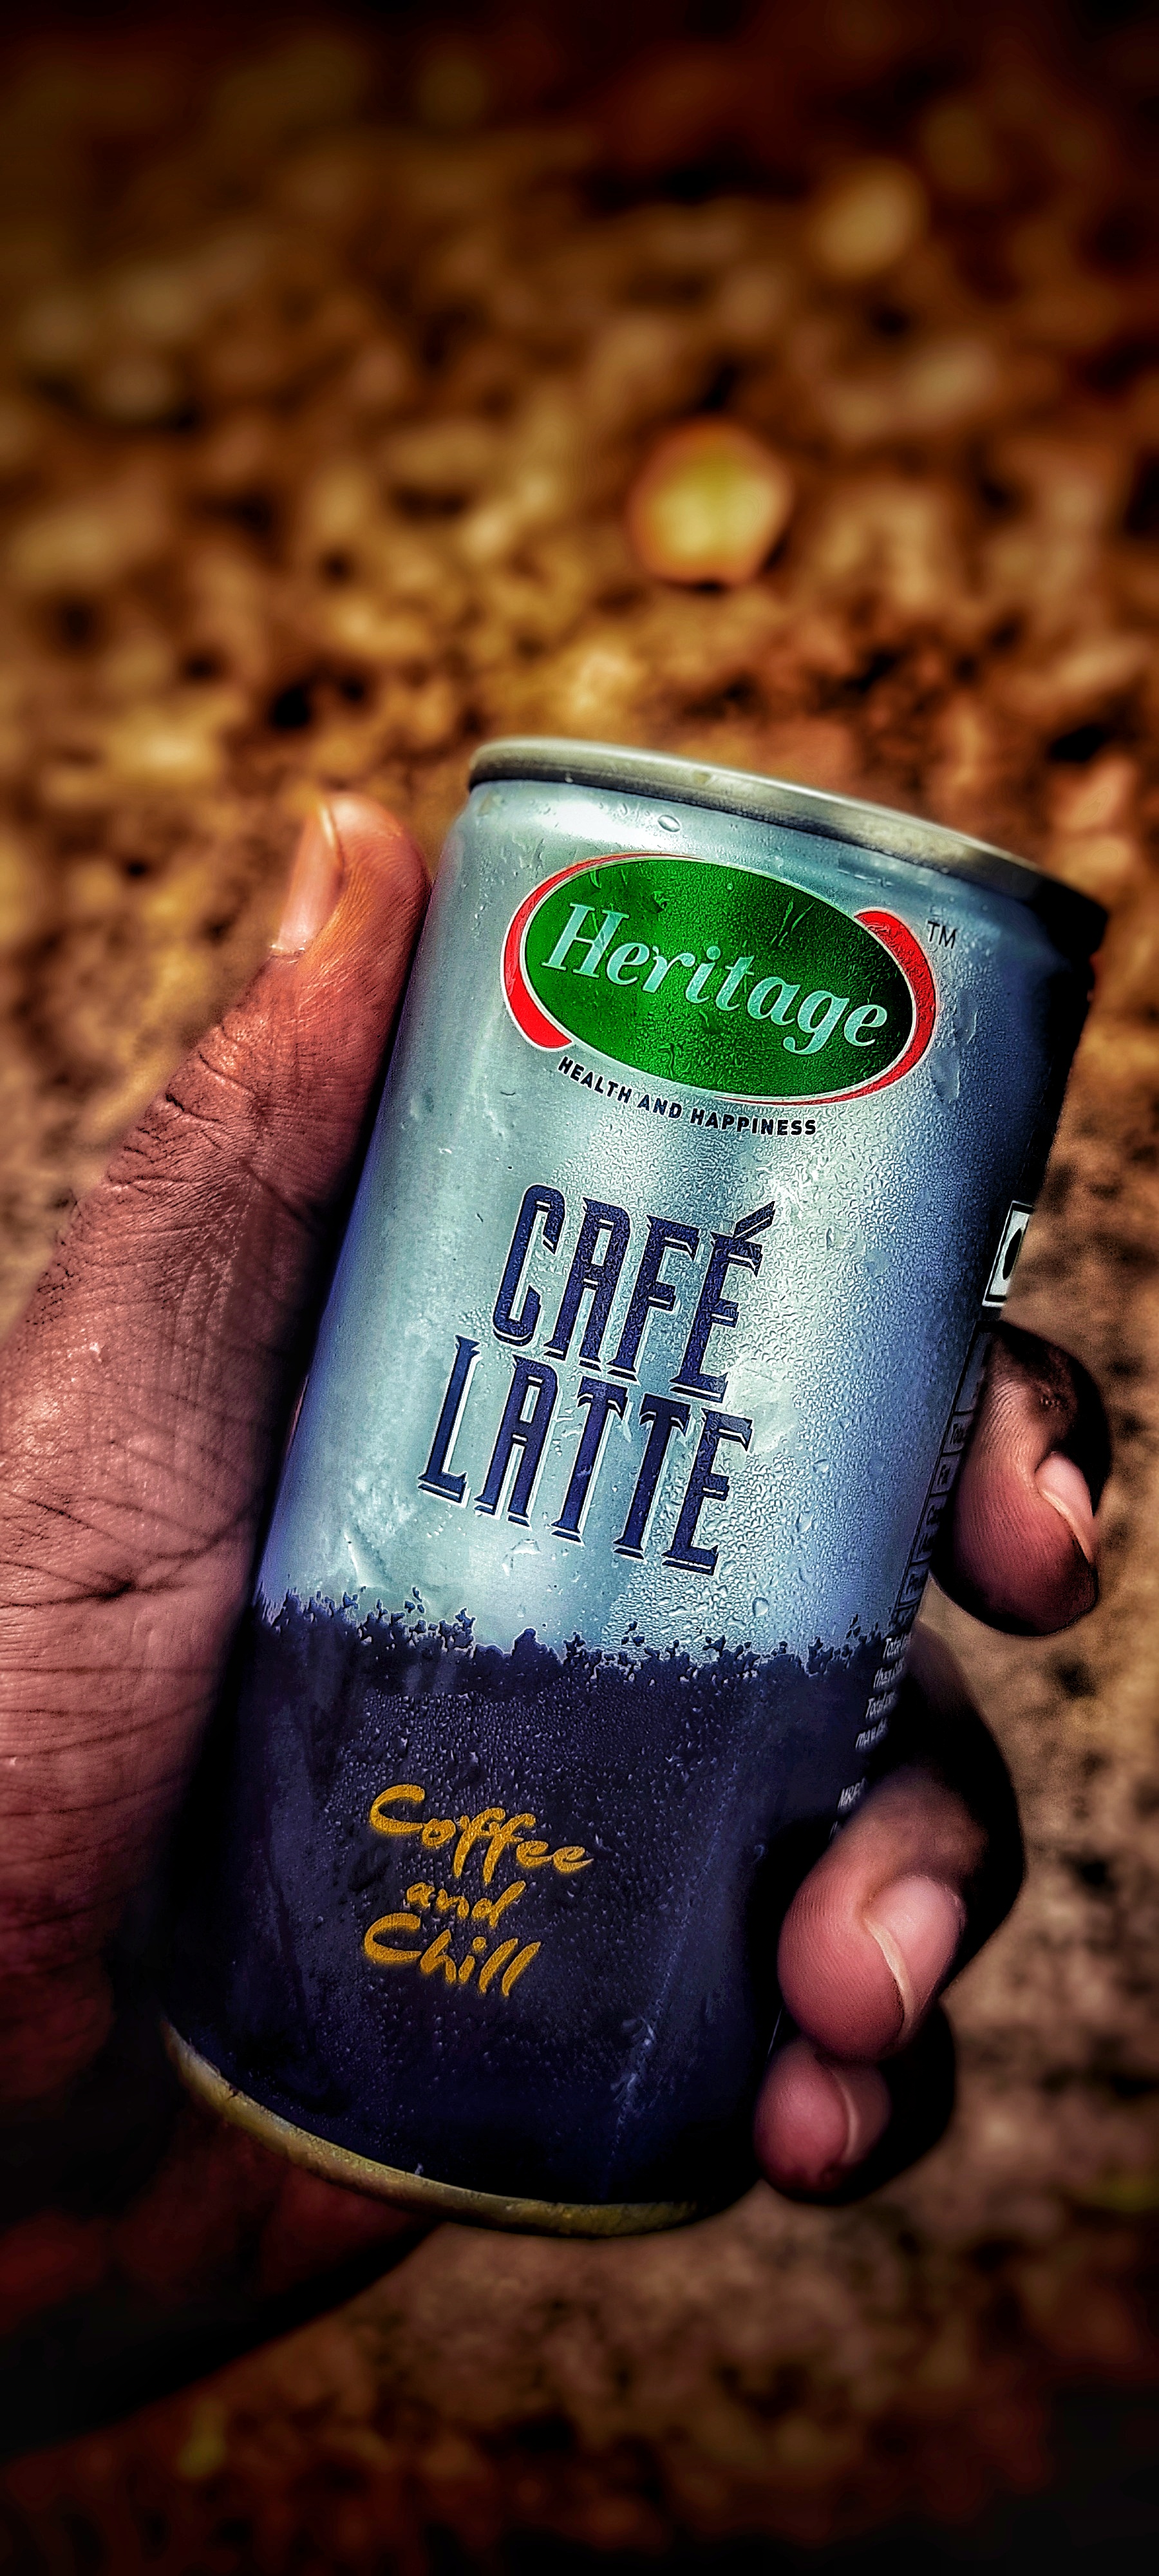 Heritage
TM
HEALTH AND HAPPINESS
CAFÉ
LATTE
Coffee
and
Chill